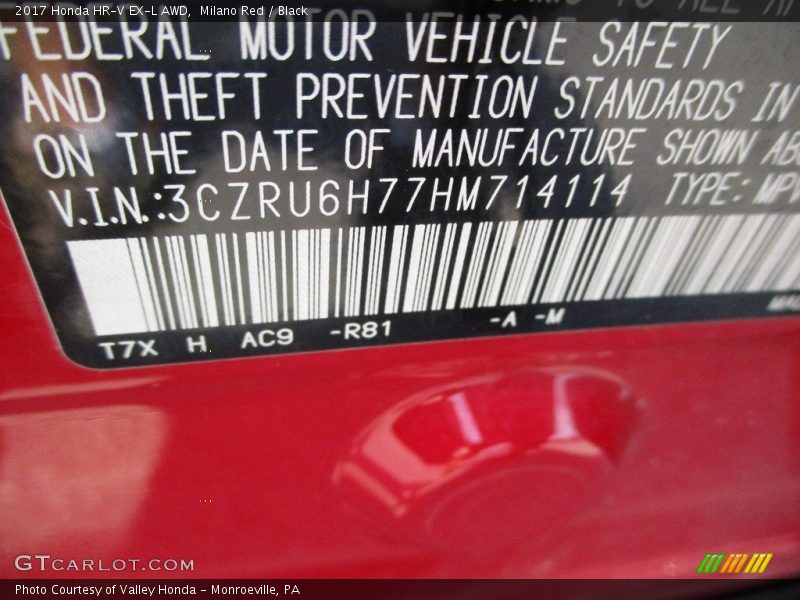 2017 Honda HR-V EX-L AWD, Milano Red / Black
FEDERAL MOTOR VEHICLE SAFETY
AND THEFT PREVENTION STANDARDS IN
ON THE DATE OF MANUFACTURE SHOWN AB
V.I.N.:3CZRU6H77HM714114 TYPE: MPV
T7X H AC9 -R81 -A -M
GTCARLOT.COM
Photo Courtesy of Valley Honda - Monroeville, PA